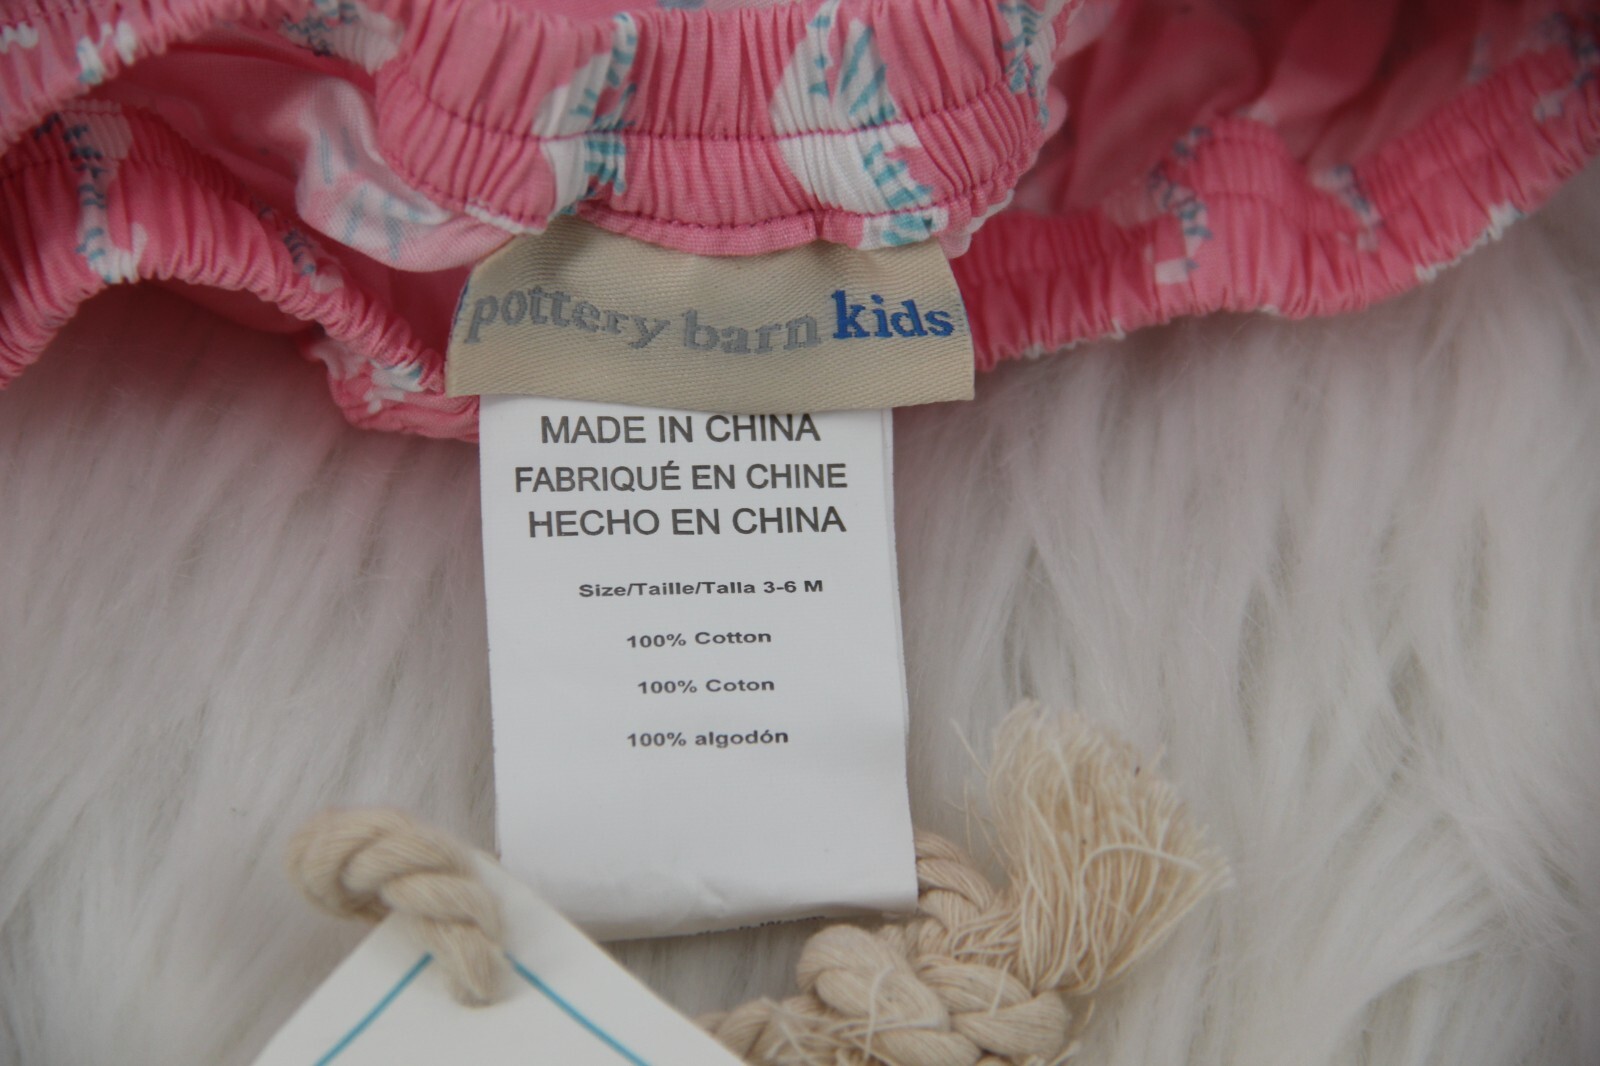 pottery barn kids
MADE IN CHINA
FABRIQUÉ EN CHINE
HECHO EN CHINA
Size/Taille/Talla 3-6 M
100% Cotton
100% Coton
100% algodón